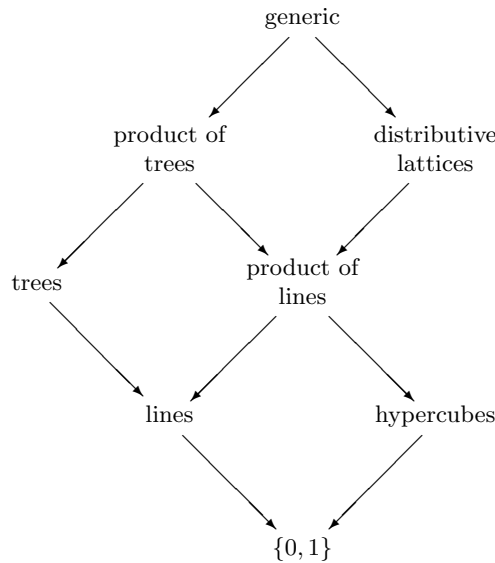 generic
product of
trees
distributive
lattices
trees
product of
lines
lines
hypercubes
{0, 1}